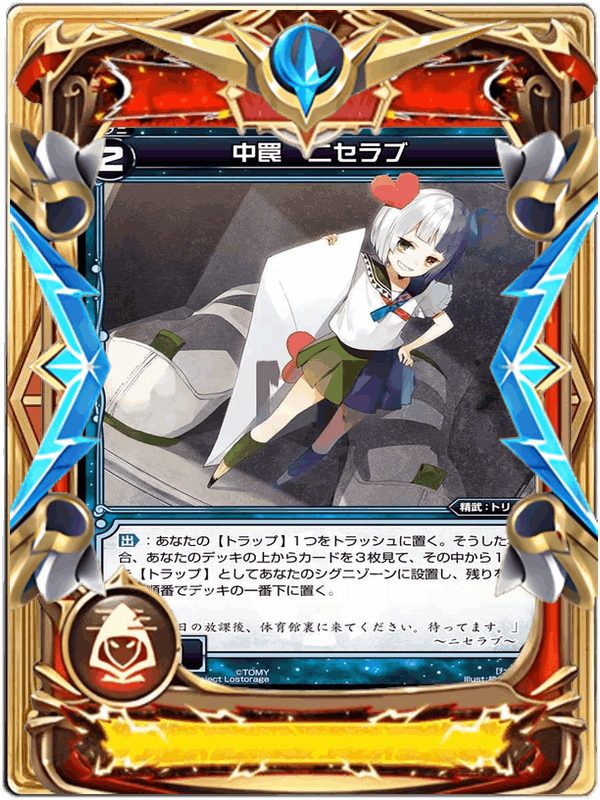 2
中罠 ニセラブ
精武:トリ
出:あなたの【トラップ】1つをトラッシュに置く。そうした
合、あなたのデッキの上からカードを3枚見て、その中から1
【トラップ】としてあなたのシグニゾーンに設置し、残りを
順番でデッキの一番下に置く。
日の放課後、体育館裏に来てください。待ってます。」
~ニセラブ~
©TOMY
ject Lostorage
Illust: